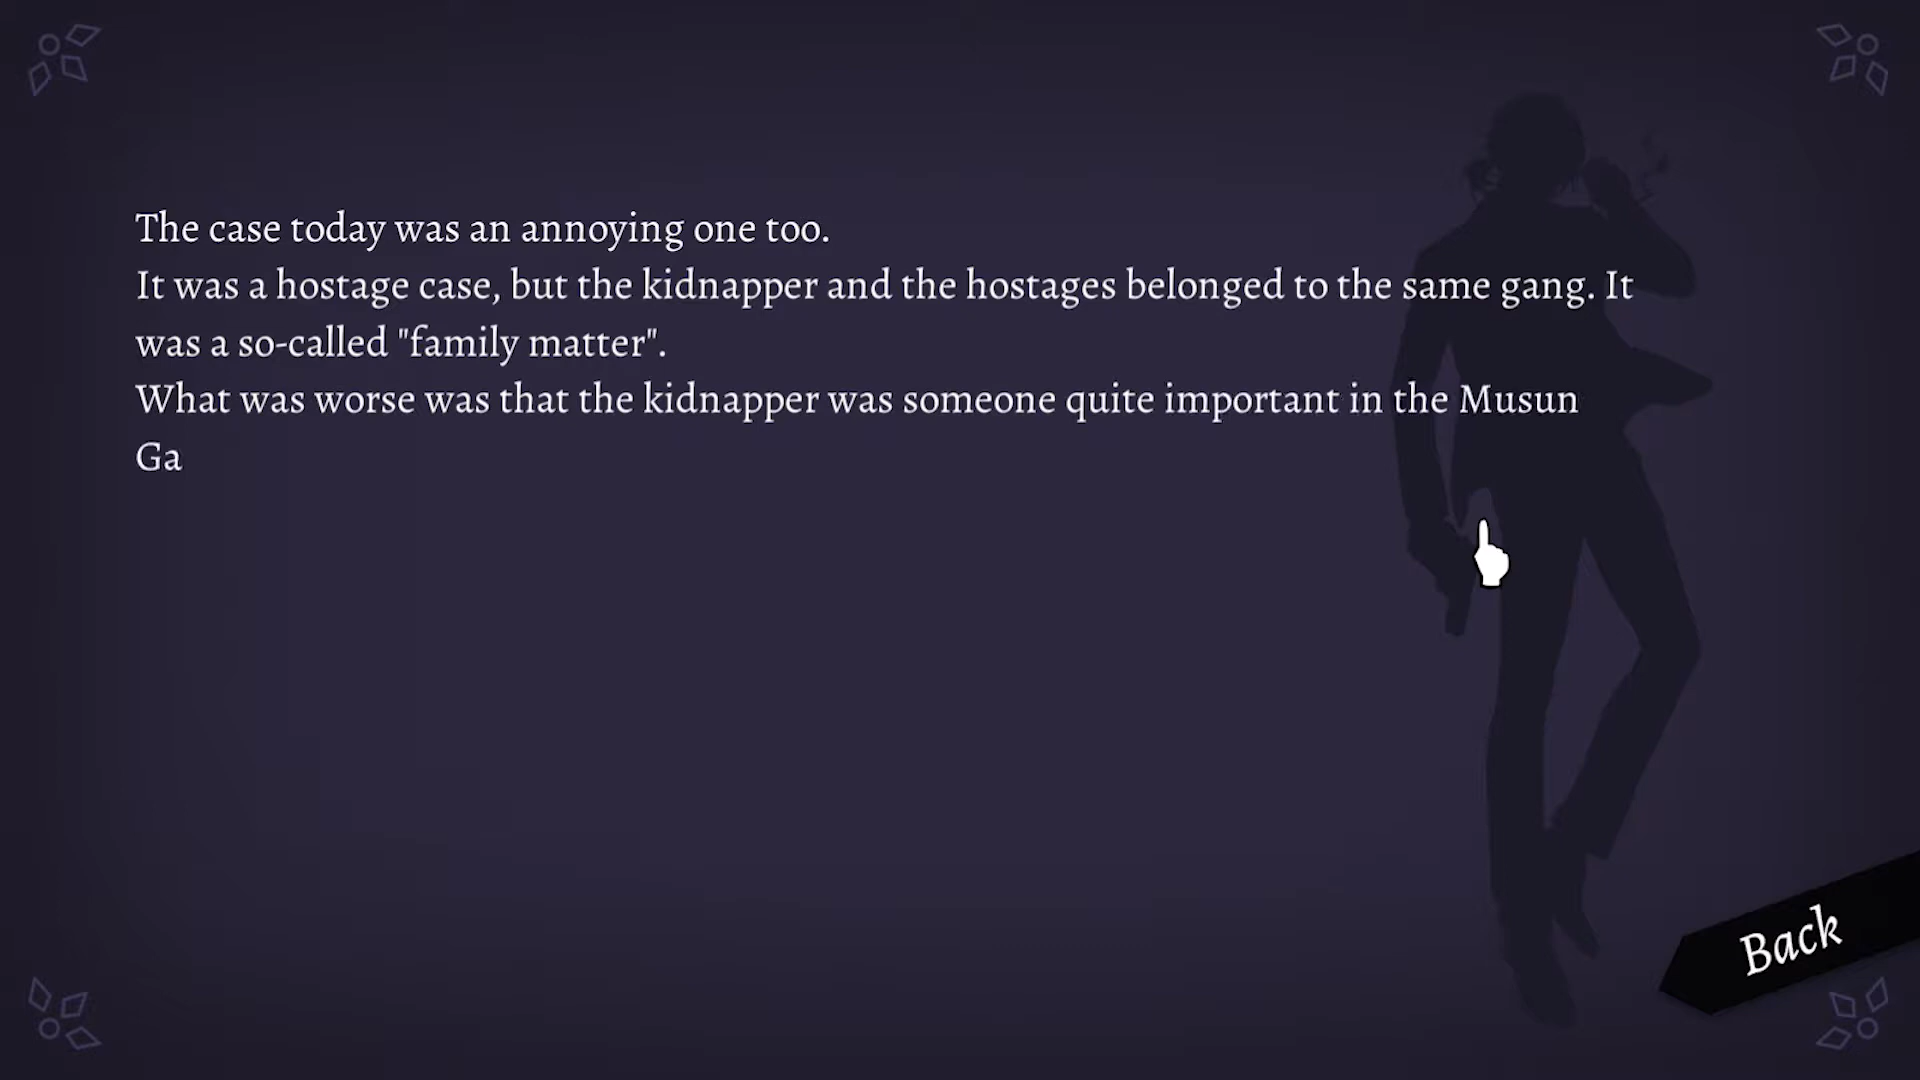 The case today was an annoying one too.
It was a hostage case, but the kidnapper and the hostages belonged to the same gang. It
was a so-called "family matter".
What was worse was that the kidnapper was someone quite important in the Musun
Ga
Back